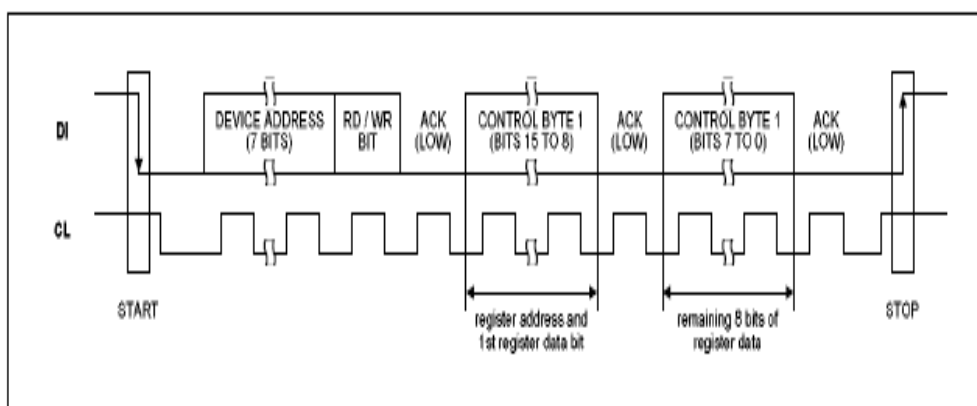 DI
DEVICE ADDRESS
(7 BITS)
RD / WR
BIT
ACK
(LOW)
CONTROL BYTE 1
(BITS 15 TO 8)
ACK
(LOW)
CONTROL BYTE 1
(BITS 7 TO 0)
ACK
(LOW)
CL
START
register address and
1st register data bit
remaining 8 bits of
register data
STOP